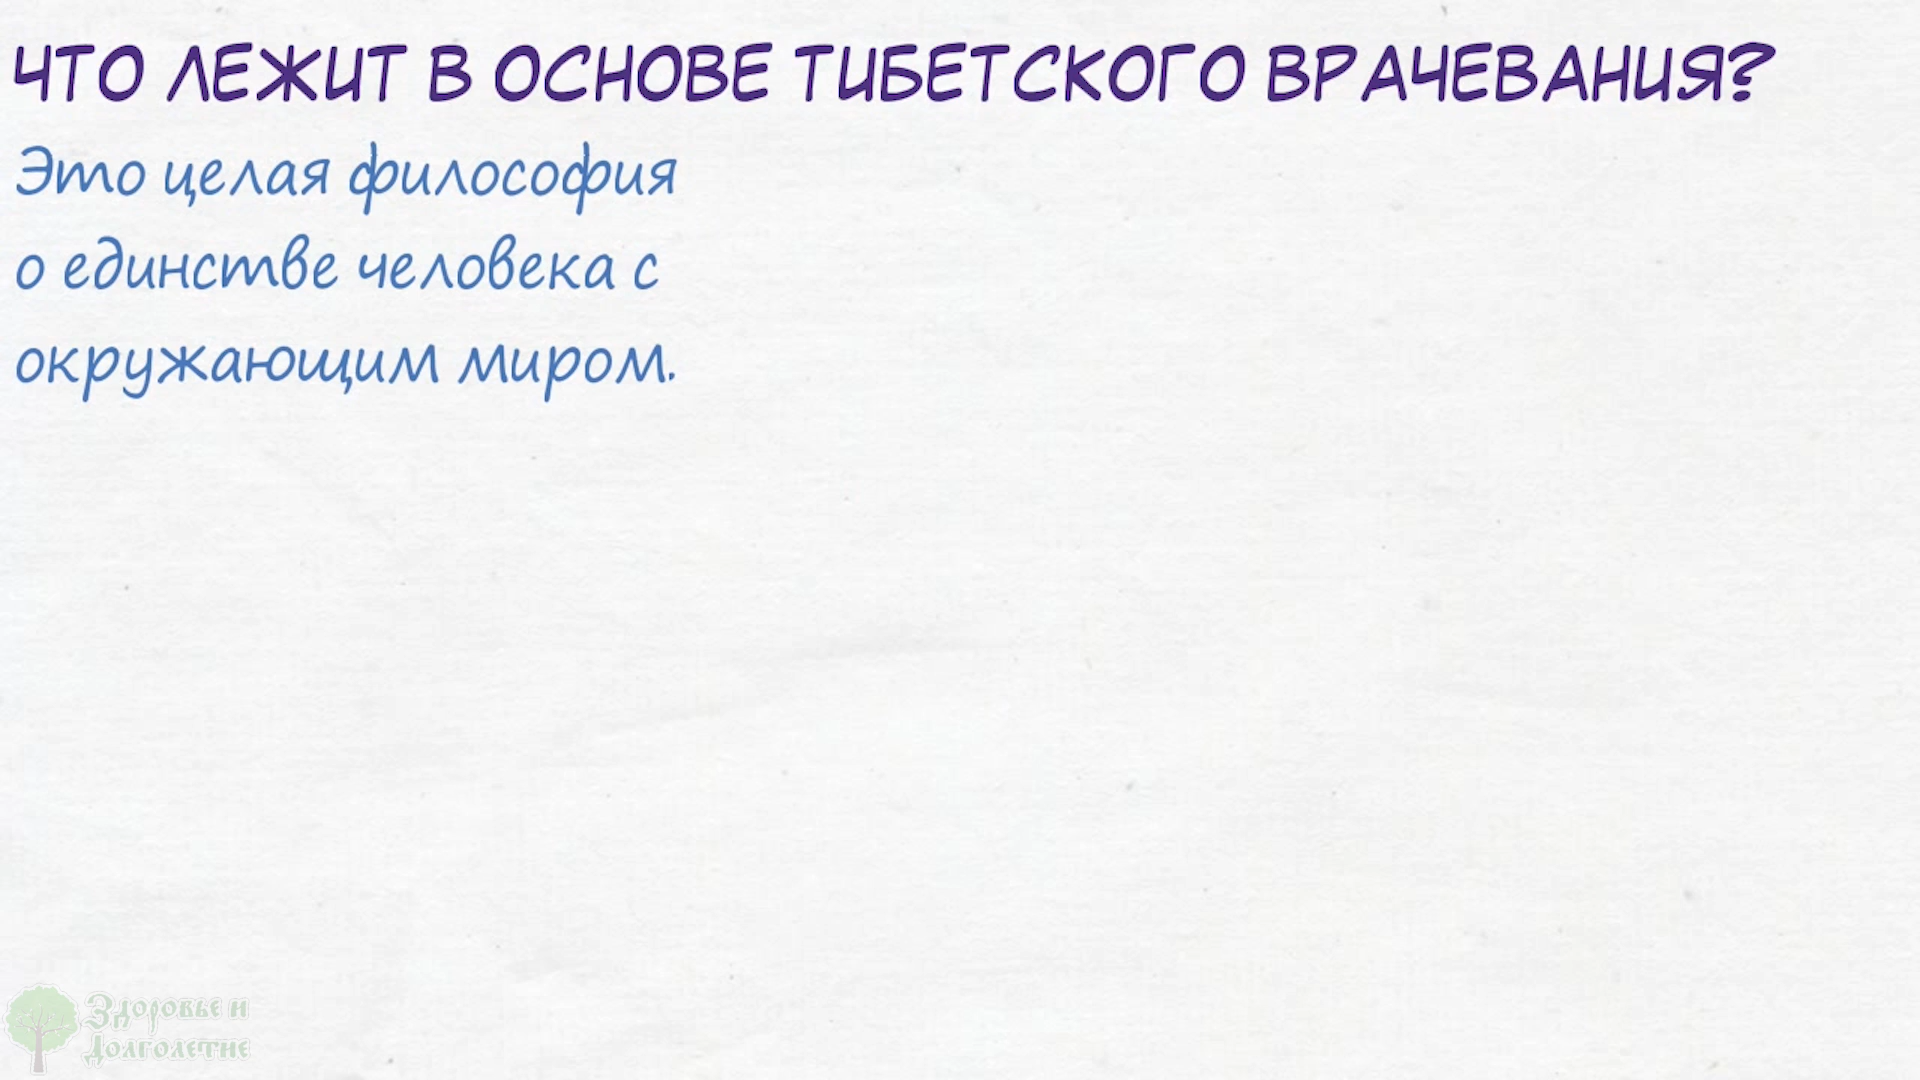 ЧТО ЛЕЖИТ В ОСНОВЕ ТИБЕТСКОГО ВРАЧЕВАНИЯ?
Это целая философия
о единстве человека с
окружающим миром.
Здоровье и
Долголетие